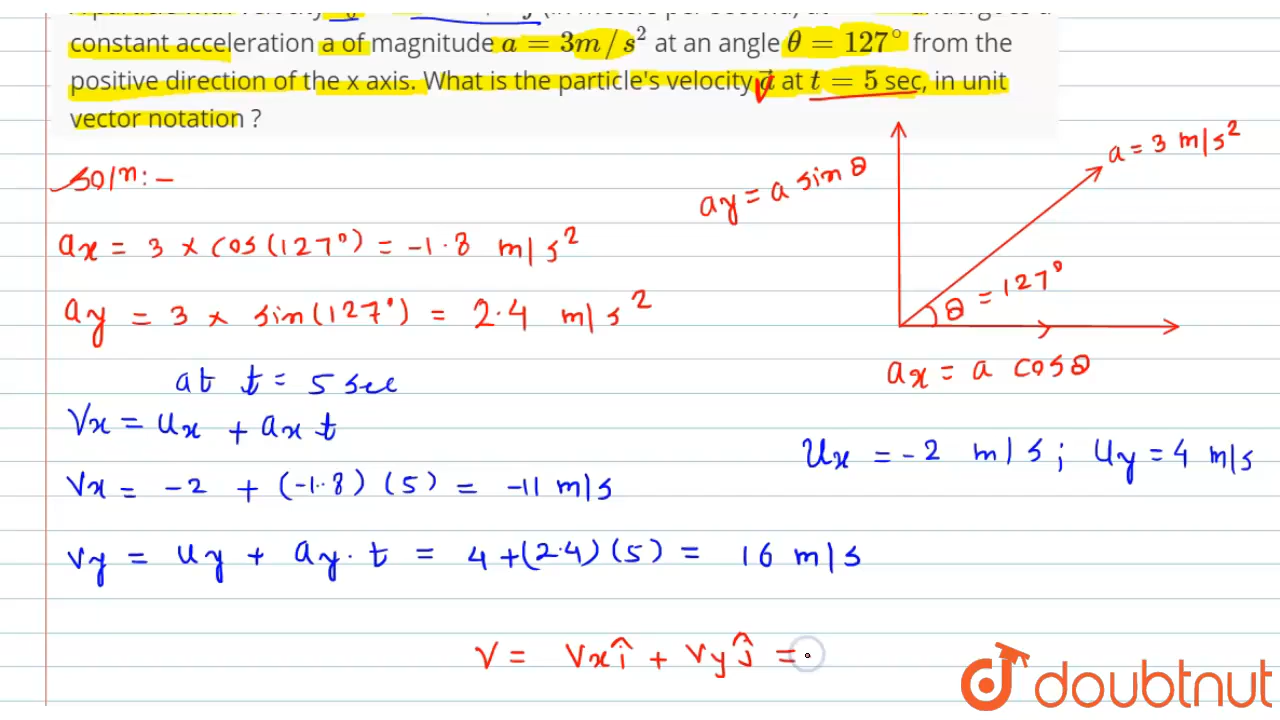 constant acceleration a of magnitude a = 3m/s² at an angle θ = 127° from the
positive direction of the x axis. What is the particle's velocity a⃗ at t = 5 sec, in unit
V
vector notation ?
Soln:-
ax = 3 × cos(127°) = -1.8 m/s²
ay = 3 × sin(127°) = 2.4 m/s²
ay = a sin θ
a = 3 m/s²
θ = 127°
ax = a cosθ
at t = 5 sec
Vx = Ux + ax t
Ux = -2 m/s; Uy = 4 m/s
Vx = -2 + (-1.8)(5) = -11 m/s
Vy = Uy + ay.t = 4+(2.4)(5) = 16 m/s
V = Vxî + Vyĵ =
doubtnut